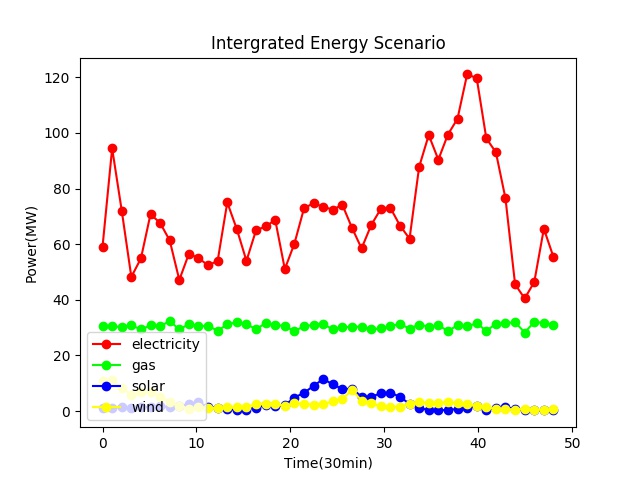 Intergrated Energy Scenario
Power(MW)
120
100
80
60
40
20
0
electricity
gas
solar
wind
0 10 20 30 40 50
Time(30min)